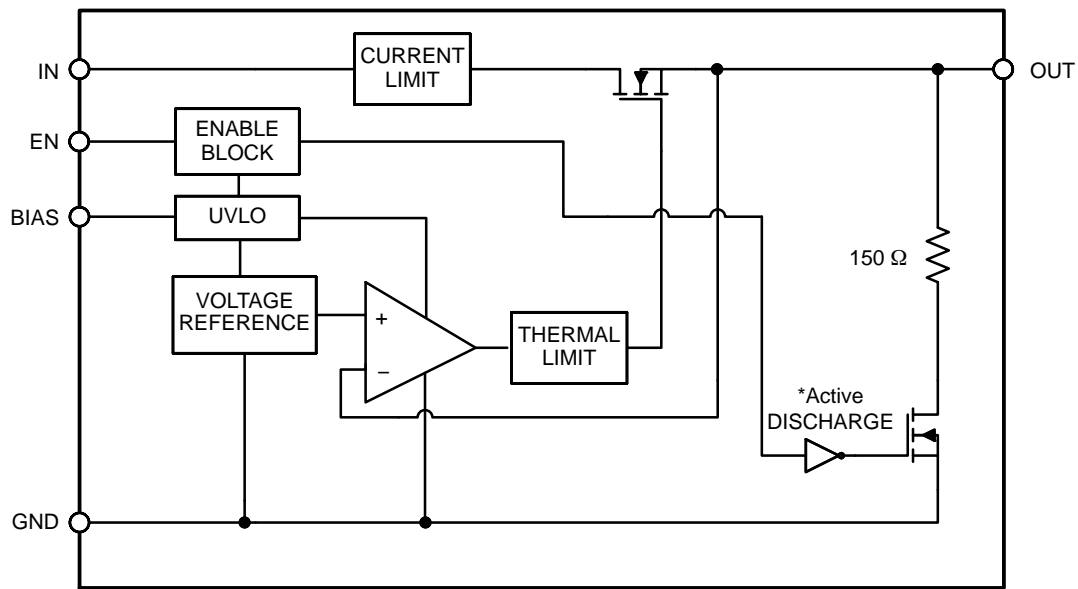 IN
CURRENT
LIMIT
OUT
EN
ENABLE
BLOCK
BIAS
UVLO
150 Ω
VOLTAGE
REFERENCE
+
−
THERMAL
LIMIT
*Active
DISCHARGE
GND